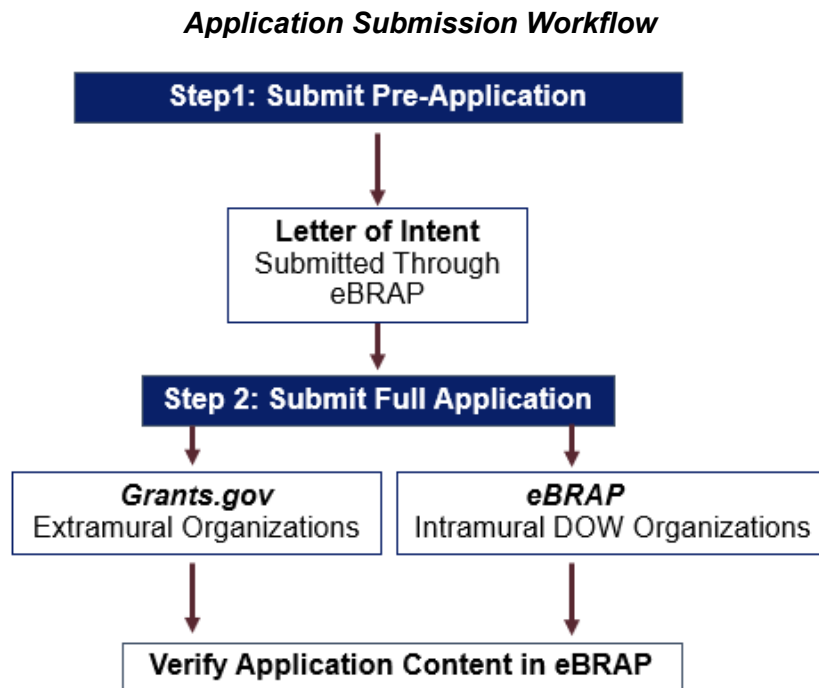 Application Submission Workflow
Step1: Submit Pre-Application
Letter of Intent
Submitted Through
eBRAP
Step 2: Submit Full Application
Grants.gov
Extramural Organizations
eBRAP
Intramural DOW Organizations
Verify Application Content in eBRAP